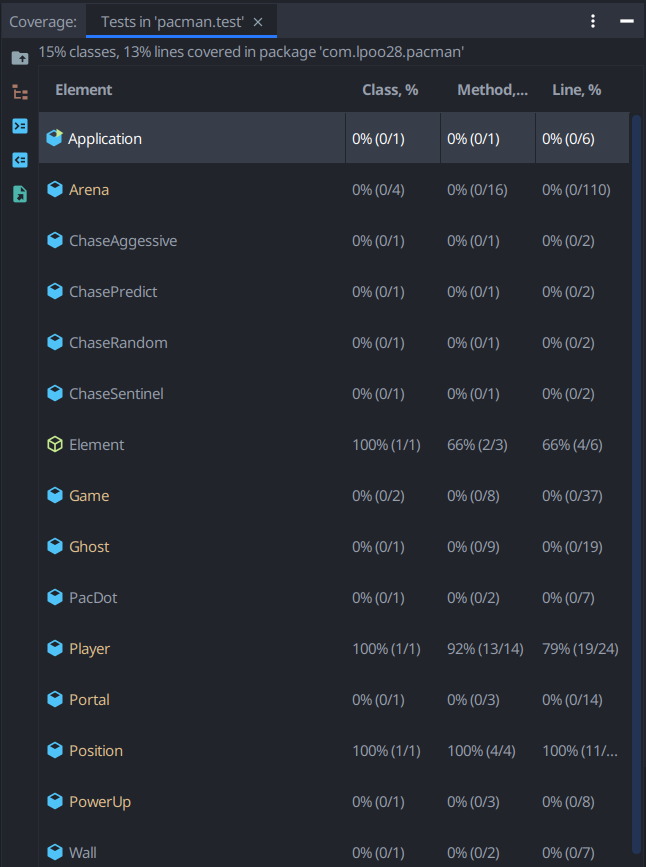 Coverage: Tests in 'pacman.test'
15% classes, 13% lines covered in package 'com.lpoo28.pacman'
Element Class, % Method,... Line, %
Application 0% (0/1) 0% (0/1) 0% (0/6)
Arena 0% (0/4) 0% (0/16) 0% (0/110)
ChaseAggessive 0% (0/1) 0% (0/1) 0% (0/2)
ChasePredict 0% (0/1) 0% (0/1) 0% (0/2)
ChaseRandom 0% (0/1) 0% (0/1) 0% (0/2)
ChaseSentinel 0% (0/1) 0% (0/1) 0% (0/2)
Element 100% (1/1) 66% (2/3) 66% (4/6)
Game 0% (0/2) 0% (0/8) 0% (0/37)
Ghost 0% (0/1) 0% (0/9) 0% (0/19)
PacDot 0% (0/1) 0% (0/2) 0% (0/7)
Player 100% (1/1) 92% (13/14) 79% (19/24)
Portal 0% (0/1) 0% (0/3) 0% (0/14)
Position 100% (1/1) 100% (4/4) 100% (11/...
PowerUp 0% (0/1) 0% (0/3) 0% (0/8)
Wall 0% (0/1) 0% (0/2) 0% (0/7)